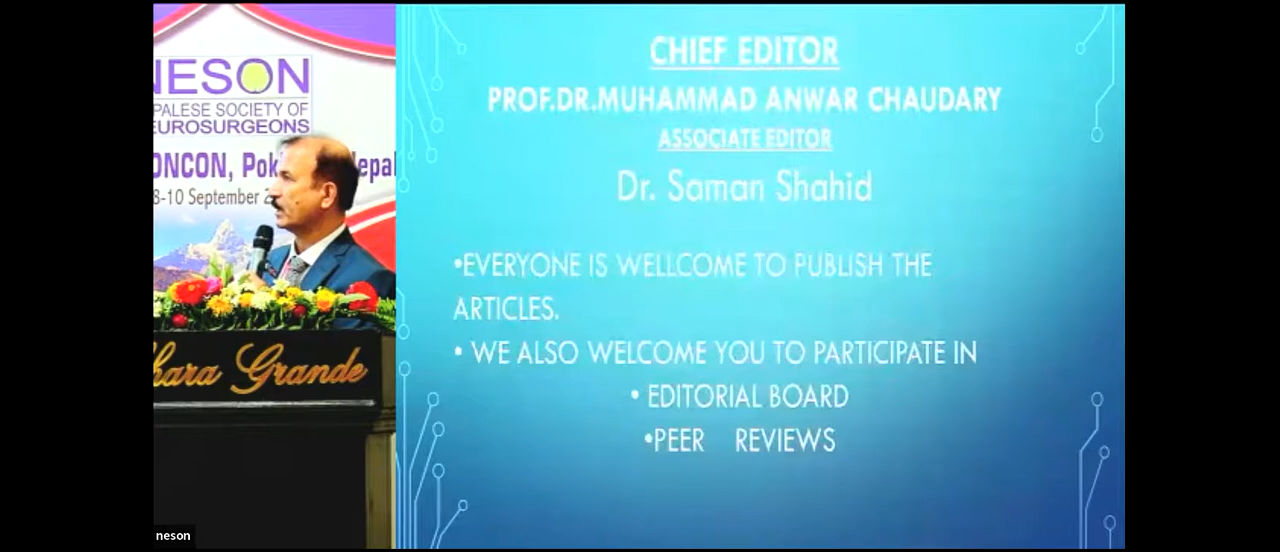 NESON
PALESE SOCIETY OF
EUROSURGEONS
ONCON, Pok epal
8-10 September 2
hara Grande
neson
CHIEF EDITOR
PROF.DR.MUHAMMAD ANWAR CHAUDARY
ASSOCIATE EDITOR
Dr. Saman Shahid
•EVERYONE IS WELLCOME TO PUBLISH THE
ARTICLES.
• WE ALSO WELCOME YOU TO PARTICIPATE IN
• EDITORIAL BOARD
•PEER REVIEWS